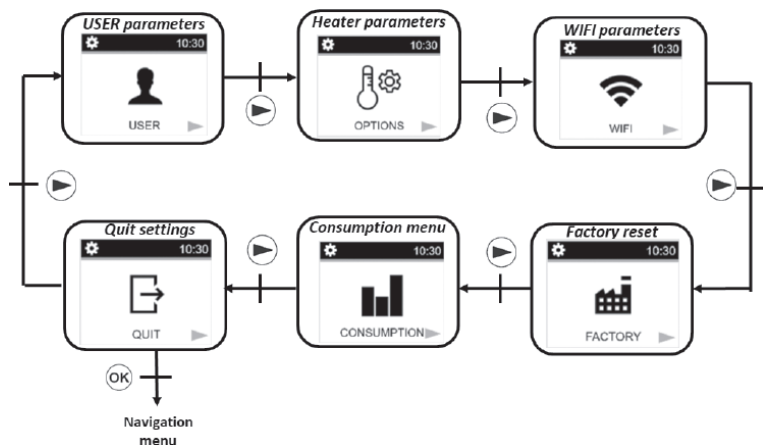 USER parameters
10:30
USER
Heater parameters
10:30
OPTIONS
WIFI parameters
10:30
WIFI
Factory reset
10:30
FACTORY
Consumption menu
10:30
CONSUMPTION
Quit settings
10:30
QUIT
OK
Navigation
menu